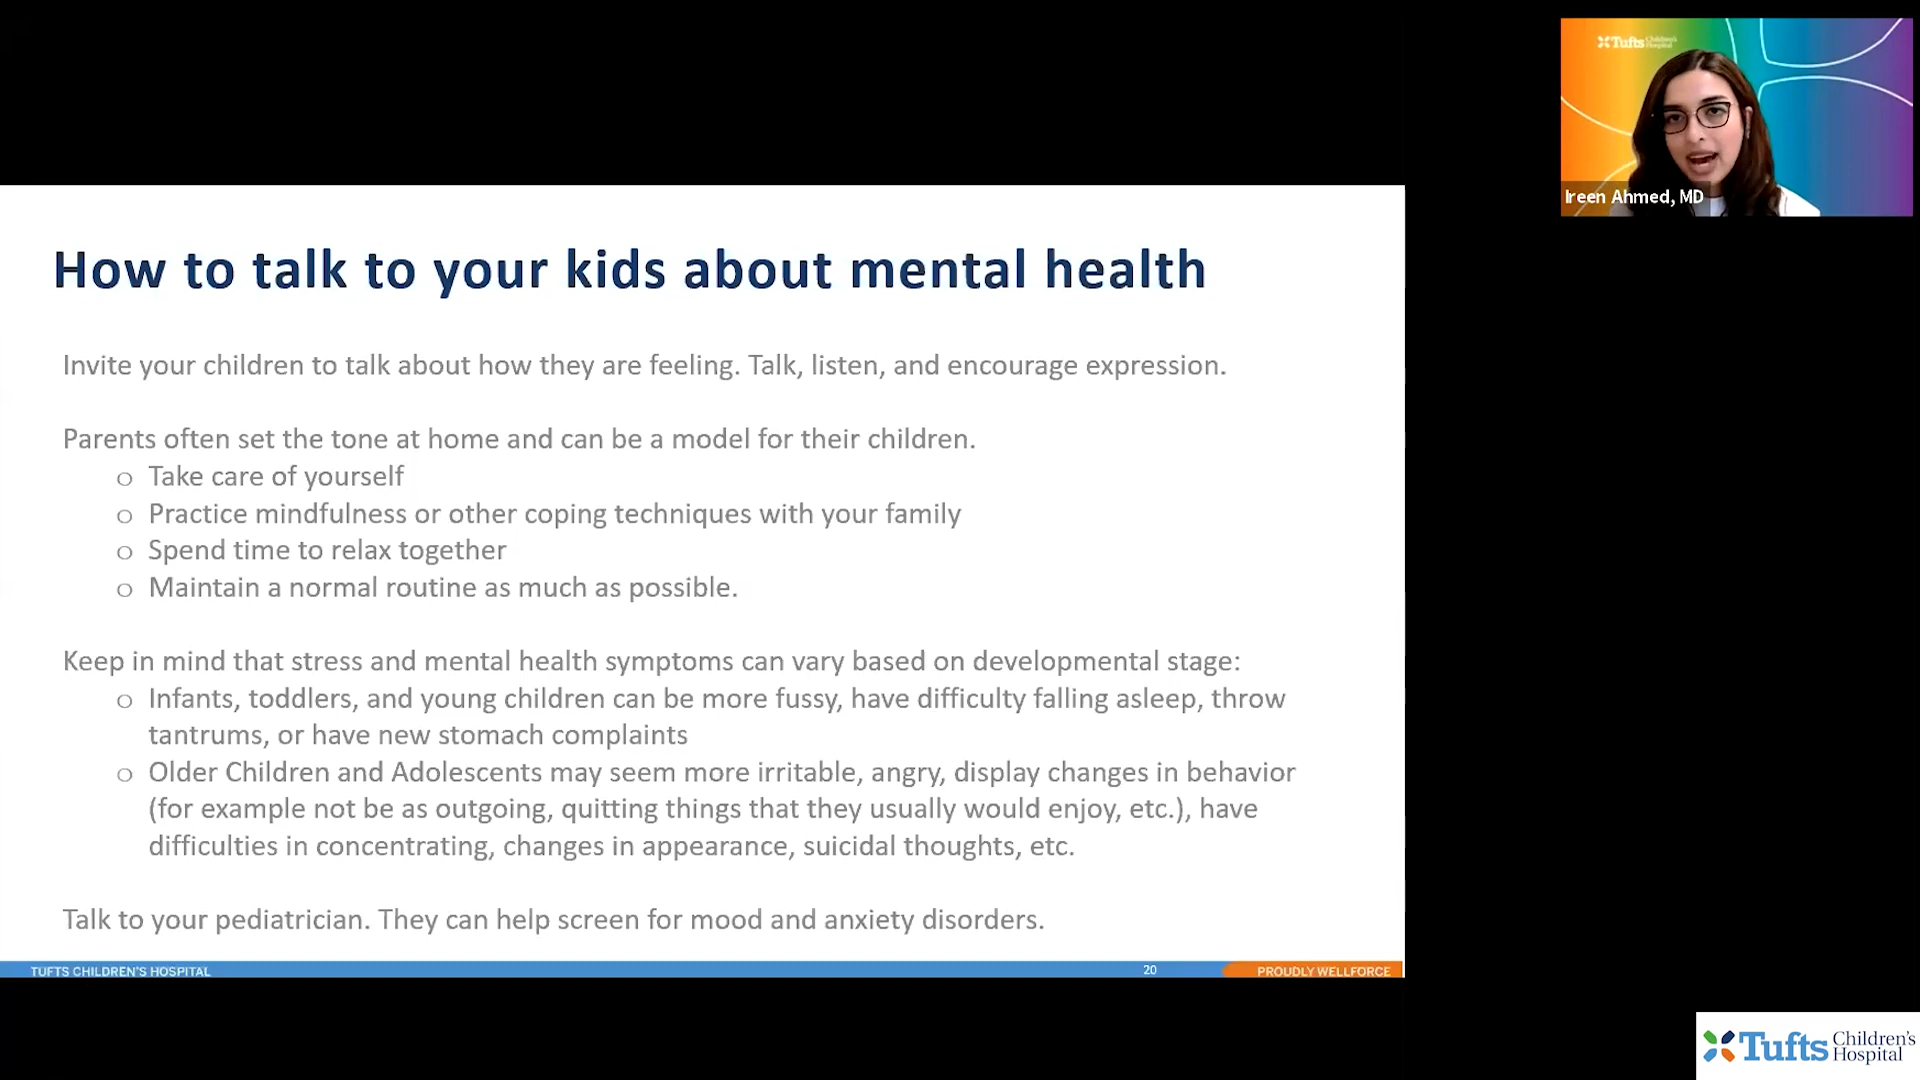 Tufts Children's Hospital
Ireen Ahmed, MD
How to talk to your kids about mental health
Invite your children to talk about how they are feeling. Talk, listen, and encourage expression.
Parents often set the tone at home and can be a model for their children.
o Take care of yourself
o Practice mindfulness or other coping techniques with your family
o Spend time to relax together
o Maintain a normal routine as much as possible.
Keep in mind that stress and mental health symptoms can vary based on developmental stage:
o Infants, toddlers, and young children can be more fussy, have difficulty falling asleep, throw
tantrums, or have new stomach complaints
o Older Children and Adolescents may seem more irritable, angry, display changes in behavior
(for example not be as outgoing, quitting things that they usually would enjoy, etc.), have
difficulties in concentrating, changes in appearance, suicidal thoughts, etc.
Talk to your pediatrician. They can help screen for mood and anxiety disorders.
TUFTS CHILDREN'S HOSPITAL
20
PROUDLY WELLFORCE
Tufts Children's
Hospital